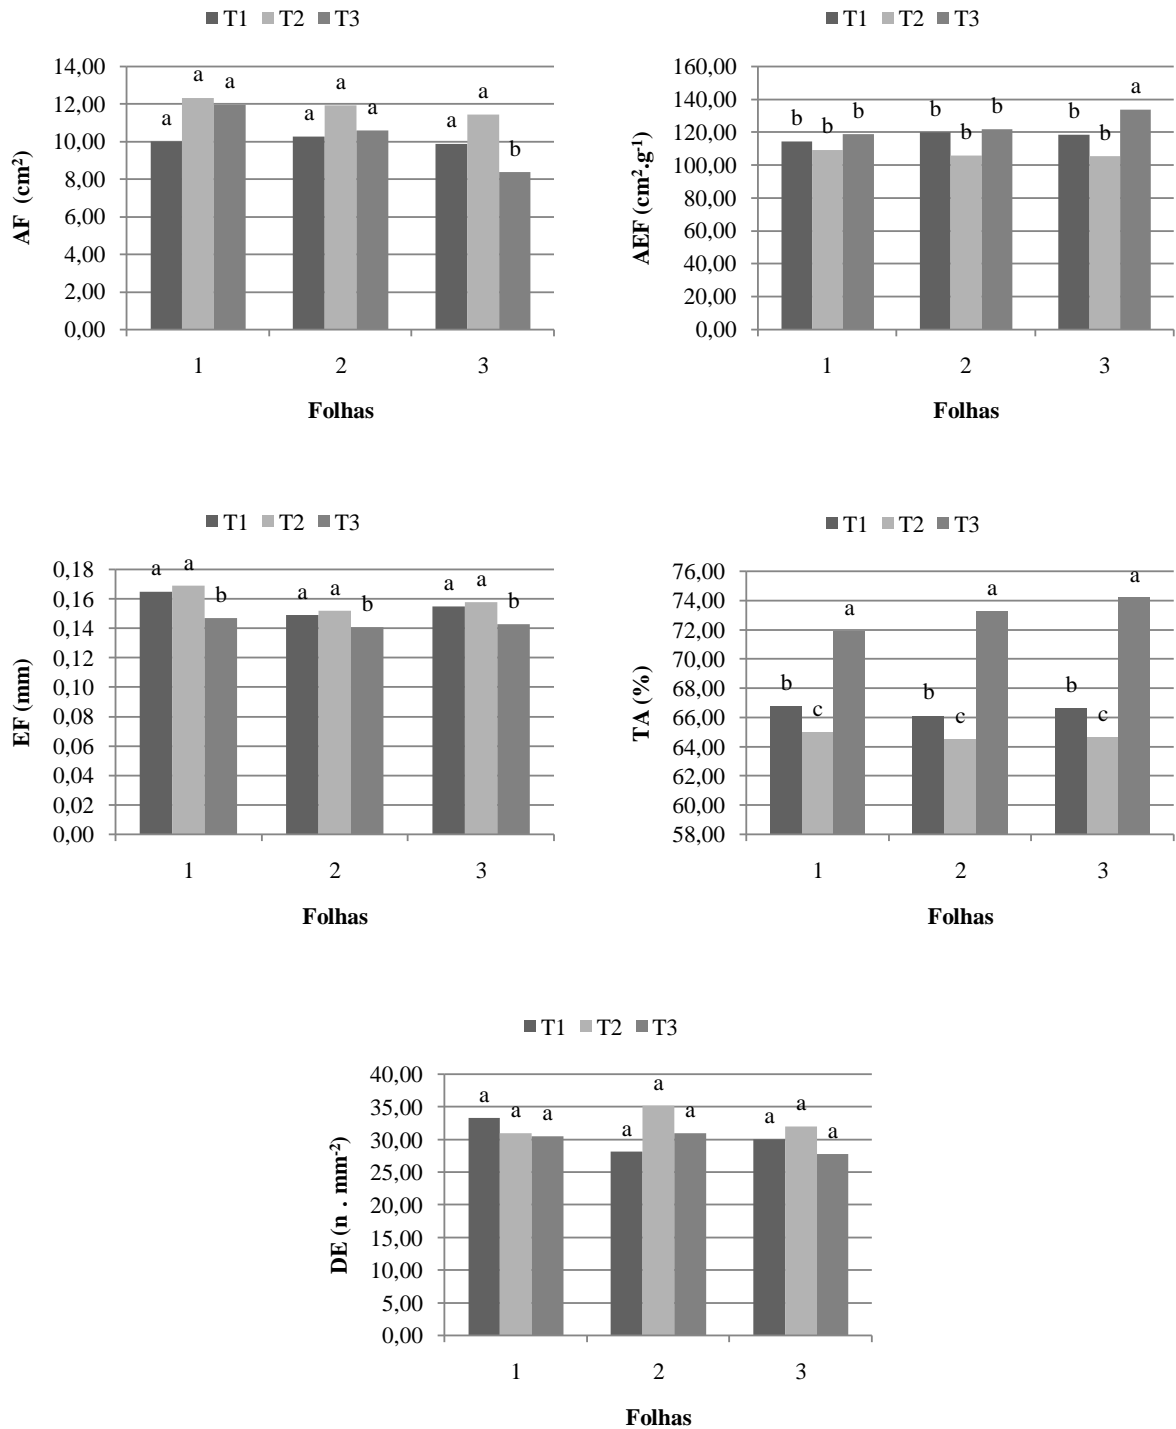 T1 T2 T3
14,00
12,00
10,00
8,00
6,00
4,00
2,00
0,00
AF (cm²)
a a a
a a a
a a b
1 2 3
Folhas
T1 T2 T3
160,00
140,00
120,00
100,00
80,00
60,00
40,00
20,00
0,00
AEF (cm².g⁻¹)
b b b
b b b
b b a
1 2 3
Folhas
T1 T2 T3
0,18
0,16
0,14
0,12
0,10
0,08
0,06
0,04
0,02
0,00
EF (mm)
a a b
a a b
a a b
1 2 3
Folhas
T1 T2 T3
76,00
74,00
72,00
70,00
68,00
66,00
64,00
62,00
60,00
58,00
TA (%)
b c a
b c a
b c a
1 2 3
Folhas
T1 T2 T3
40,00
35,00
30,00
25,00
20,00
15,00
10,00
5,00
0,00
DE (n . mm⁻²)
a a a
a a a
a a a
1 2 3
Folhas